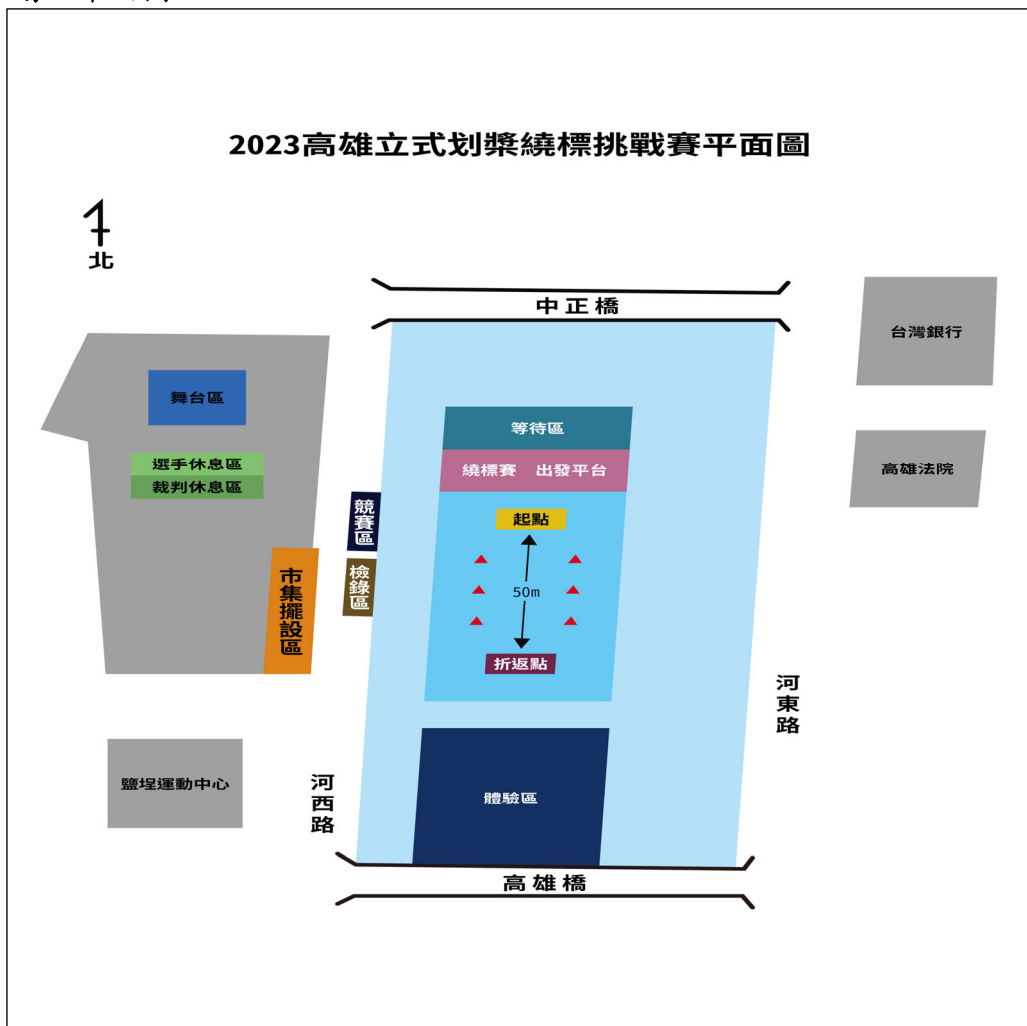 2023高雄立式划槳繞標挑戰賽平面圖
北
中正橋
台灣銀行
舞台區
等待區
選手休息區
繞標賽 出發平台
高雄法院
裁判休息區
競賽區
起點
市集擺設區
檢錄區
50m
折返點
河東路
鹽埕運動中心
河西路
體驗區
高雄橋